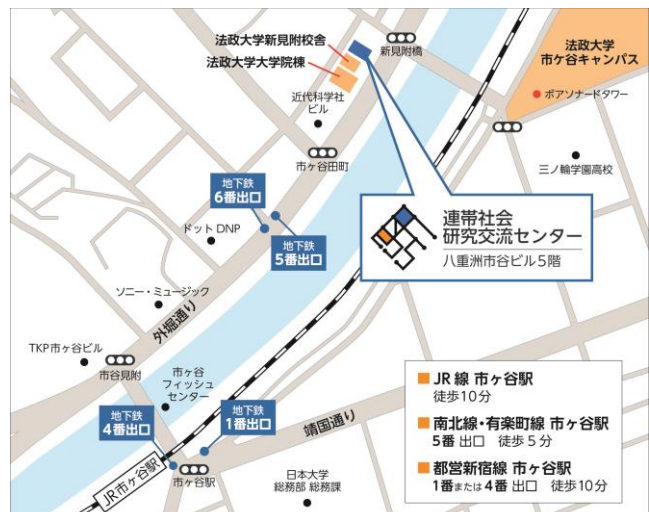 法政大学新見附校舎
法政大学大学院棟
新見附橋
法政大学
市ヶ谷キャンパス
ボアソナードタワー
近代科学社
ビル
市ヶ谷田町
三ノ輪学園高校
地下鉄
6番出口
地下鉄
5番出口
ドットDNP
連帯社会
研究交流センター
八重洲市谷ビル5階
ソニー・ミュージック
外堀通り
TKP市ヶ谷ビル
市谷見附
市ヶ谷
フィッシュ
センター
地下鉄
4番出口
地下鉄
1番出口
靖国通り
JR市ヶ谷駅
市ヶ谷駅
日本大学
総務部 総務課
JR線 市ヶ谷駅
徒歩10分
南北線・有楽町線 市ヶ谷駅
5番 出口 徒歩5分
都営新宿線 市ヶ谷駅
1番または4番 出口 徒歩10分